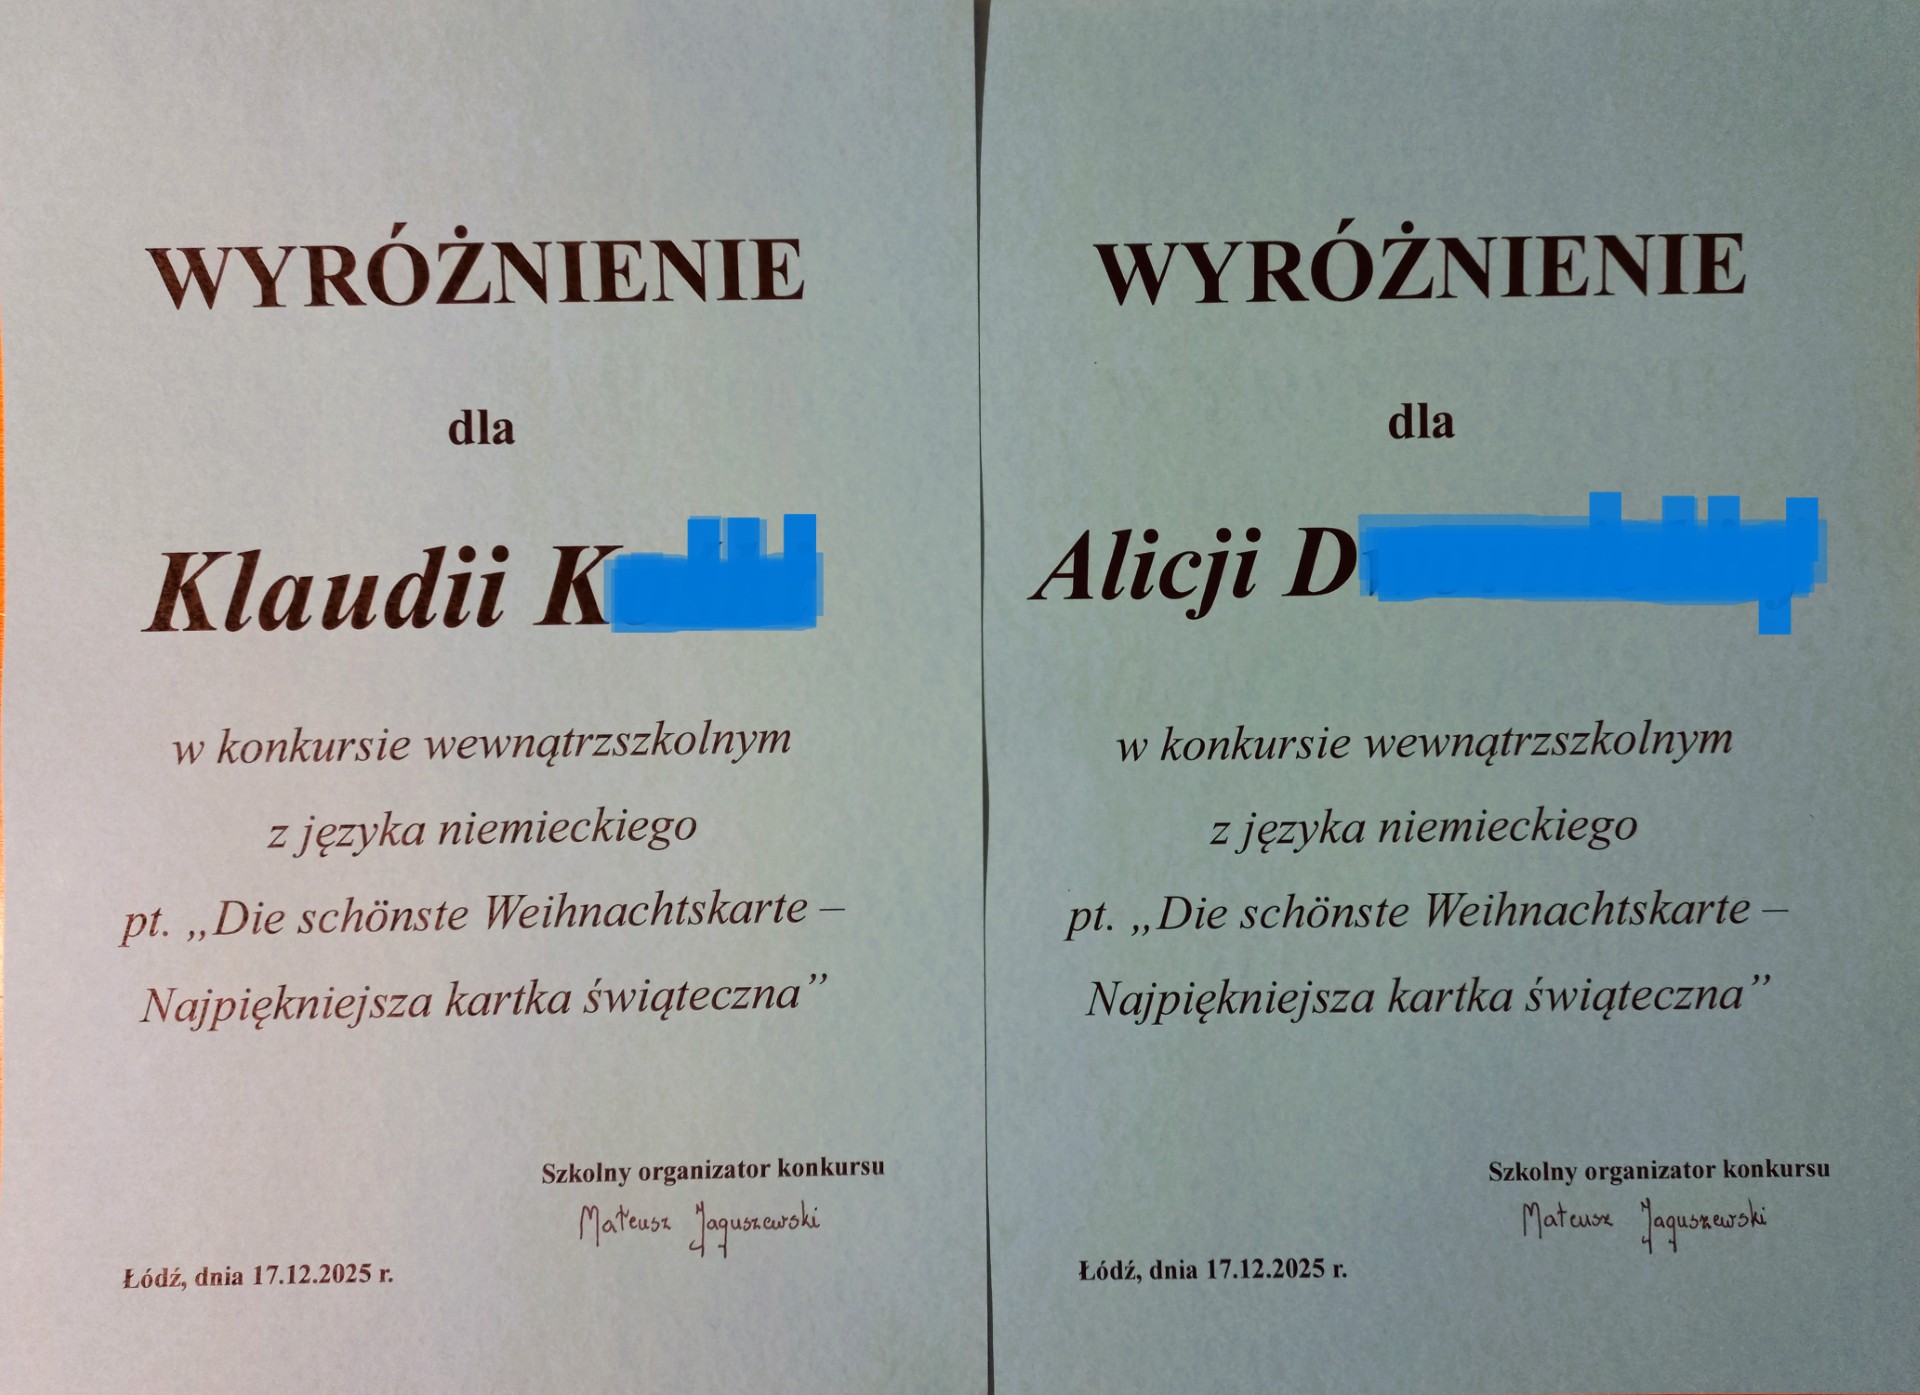 WYRÓŻNIENIE
dla
Klaudii K
w konkursie wewnątrzszkolnym
z języka niemieckiego
pt. „Die schönste Weihnachtskarte –
Najpiękniejsza kartka świąteczna”
Szkolny organizator konkursu
Mateusz Jaguszewski
Łódź, dnia 17.12.2025 r.
WYRÓŻNIENIE
dla
Alicji D
w konkursie wewnątrzszkolnym
z języka niemieckiego
pt. „Die schönste Weihnachtskarte –
Najpiękniejsza kartka świąteczna”
Szkolny organizator konkursu
Mateusz Jaguszewski
Łódź, dnia 17.12.2025 r.